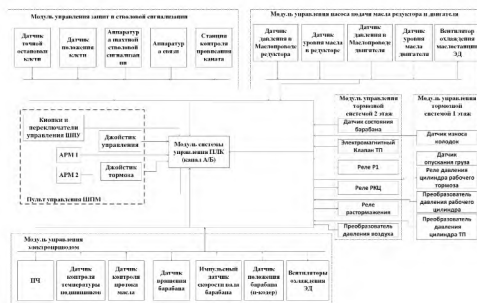 Модуль управления защит и стволовой сигнализации
Датчик
точной
остановки
клети
Датчик
положения
клети
Аппаратур
а шахтной
стволовой
сигнализац
ии
Аппаратур
а связи
Станция
контроля
провисания
каната
Модуль управления насоса подачи масла редуктора и двигателя
Датчик
давления в
Маслопроводе
редуктора
Датчик
уровня масла
в редукторе
Датчик
давления в
Маслопроводе
двигателя
Датчик
уровня
масла
двигателя
Вентилятор
охлаждения
маслостанции
ЭД
Кнопки и
переключатели
управления ШПУ
Джойстик
управления
АРМ 1
АРМ 2
Джойстик
тормоза
Пульт управления ШПМ
Модуль системы
управления ПЛК
(каналы А/Б)
Модуль управления
тормозной
системой 2 этаж
Датчик состояния
барабана
Электромагнитный
Клапан ТП
Реле Р1
Реле РКЦ
Реле
растормаживания
Преобразователь
давления воздуха
Модуль управления
тормозной
системой 1 этаж
Датчик износа
колодок
Датчик
опускания груза
Реле давления
цилиндра рабочего
тормоза
Преобразователь
давления рабочего
цилиндра
Преобразователь
давления
цилиндра ТП
Модуль управления
электроприводом
ПЧ
Датчик
контроля
температуры
подшипников
Датчик
контроля
протока
масла
Датчик
вращения
барабана
Импульсный датчик
скорости вала
барабана
Датчик
положения
барабана
Вентиляторы
охлаждения
ЭД